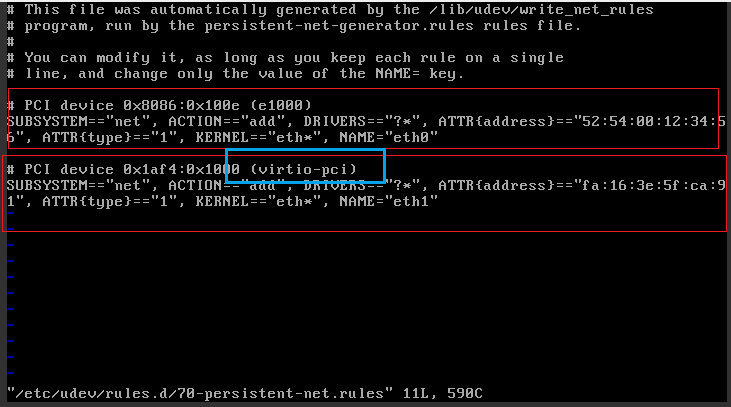 # This file was automatically generated by the /lib/udev/write_net_rules
# program, run by the persistent-net-generator.rules rules file.
#
# You can modify it, as long as you keep each rule on a single
# line, and change only the value of the NAME= key.
# PCI device 0x8086:0x100e (e1000)
SUBSYSTEM=="net", ACTION=="add", DRIVERS=="?*", ATTR{address}=="52:54:00:12:34:5
6", ATTR{type}=="1", KERNEL=="eth*", NAME="eth0"
# PCI device 0x1af4:0x1000 (virtio-pci)
SUBSYSTEM=="net", ACTION=="add", DRIVERS=="?*", ATTR{address}=="fa:16:3e:5f:ca:9
1", ATTR{type}=="1", KERNEL=="eth*", NAME="eth1"
"/etc/udev/rules.d/70-persistent-net.rules" 11L, 590C